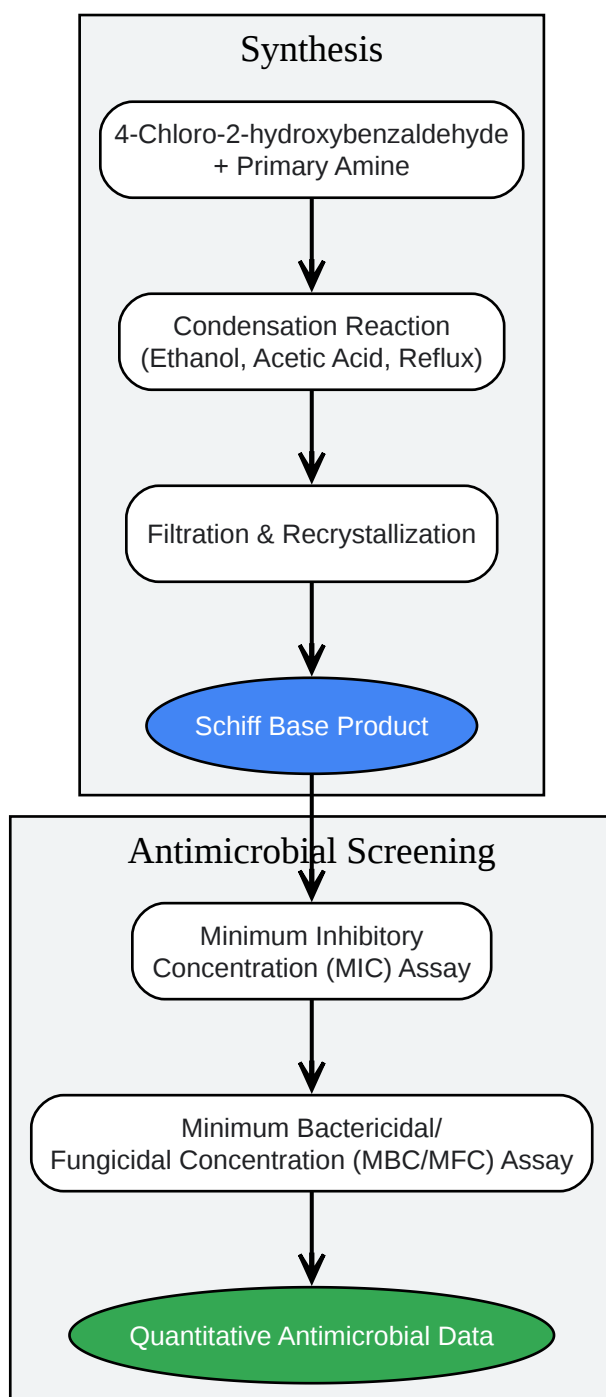 Synthesis
4-Chloro-2-hydroxybenzaldehyde
+ Primary Amine
Condensation Reaction
(Ethanol, Acetic Acid, Reflux)
Filtration & Recrystallization
Schiff Base Product
Antimicrobial Screening
Minimum Inhibitory
Concentration (MIC) Assay
Minimum Bactericidal/
Fungicidal Concentration (MBC/MFC) Assay
Quantitative Antimicrobial Data